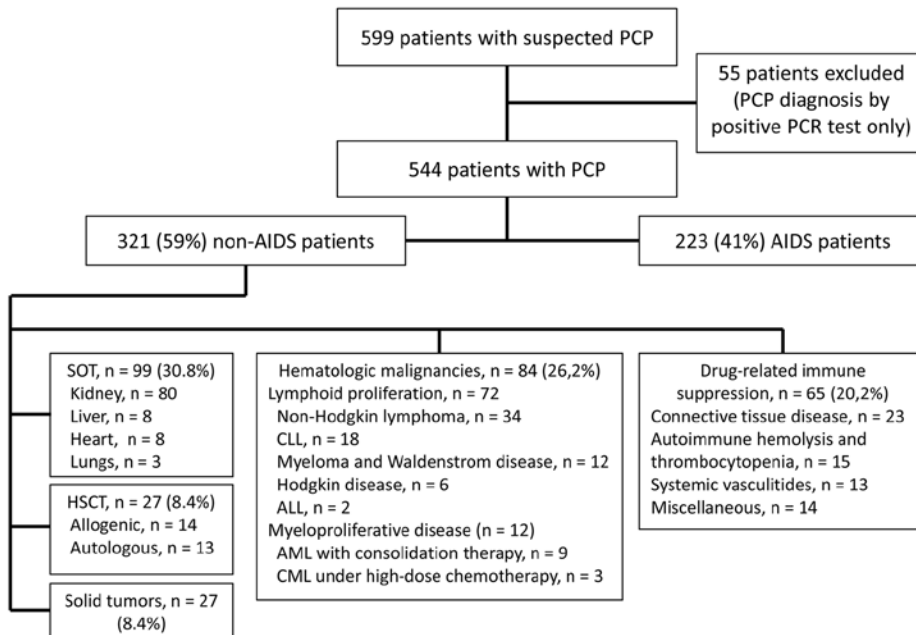 599 patients with suspected PCP
55 patients excluded
(PCP diagnosis by
positive PCR test only)
544 patients with PCP
321 (59%) non-AIDS patients
223 (41%) AIDS patients
SOT, n = 99 (30.8%)
Kidney, n = 80
Liver, n = 8
Heart, n = 8
Lungs, n = 3
HSCT, n = 27 (8.4%)
Allogenic, n = 14
Autologous, n = 13
Solid tumors, n = 27
(8.4%)
Hematologic malignancies, n = 84 (26,2%)
Lymphoid proliferation, n = 72
Non-Hodgkin lymphoma, n = 34
CLL, n = 18
Myeloma and Waldenstrom disease, n = 12
Hodgkin disease, n = 6
ALL, n = 2
Myeloproliferative disease (n = 12)
AML with consolidation therapy, n = 9
CML under high-dose chemotherapy, n = 3
Drug-related immune
suppression, n = 65 (20,2%)
Connective tissue disease, n = 23
Autoimmune hemolysis and
thrombocytopenia, n = 15
Systemic vasculitides, n = 13
Miscellaneous, n = 14